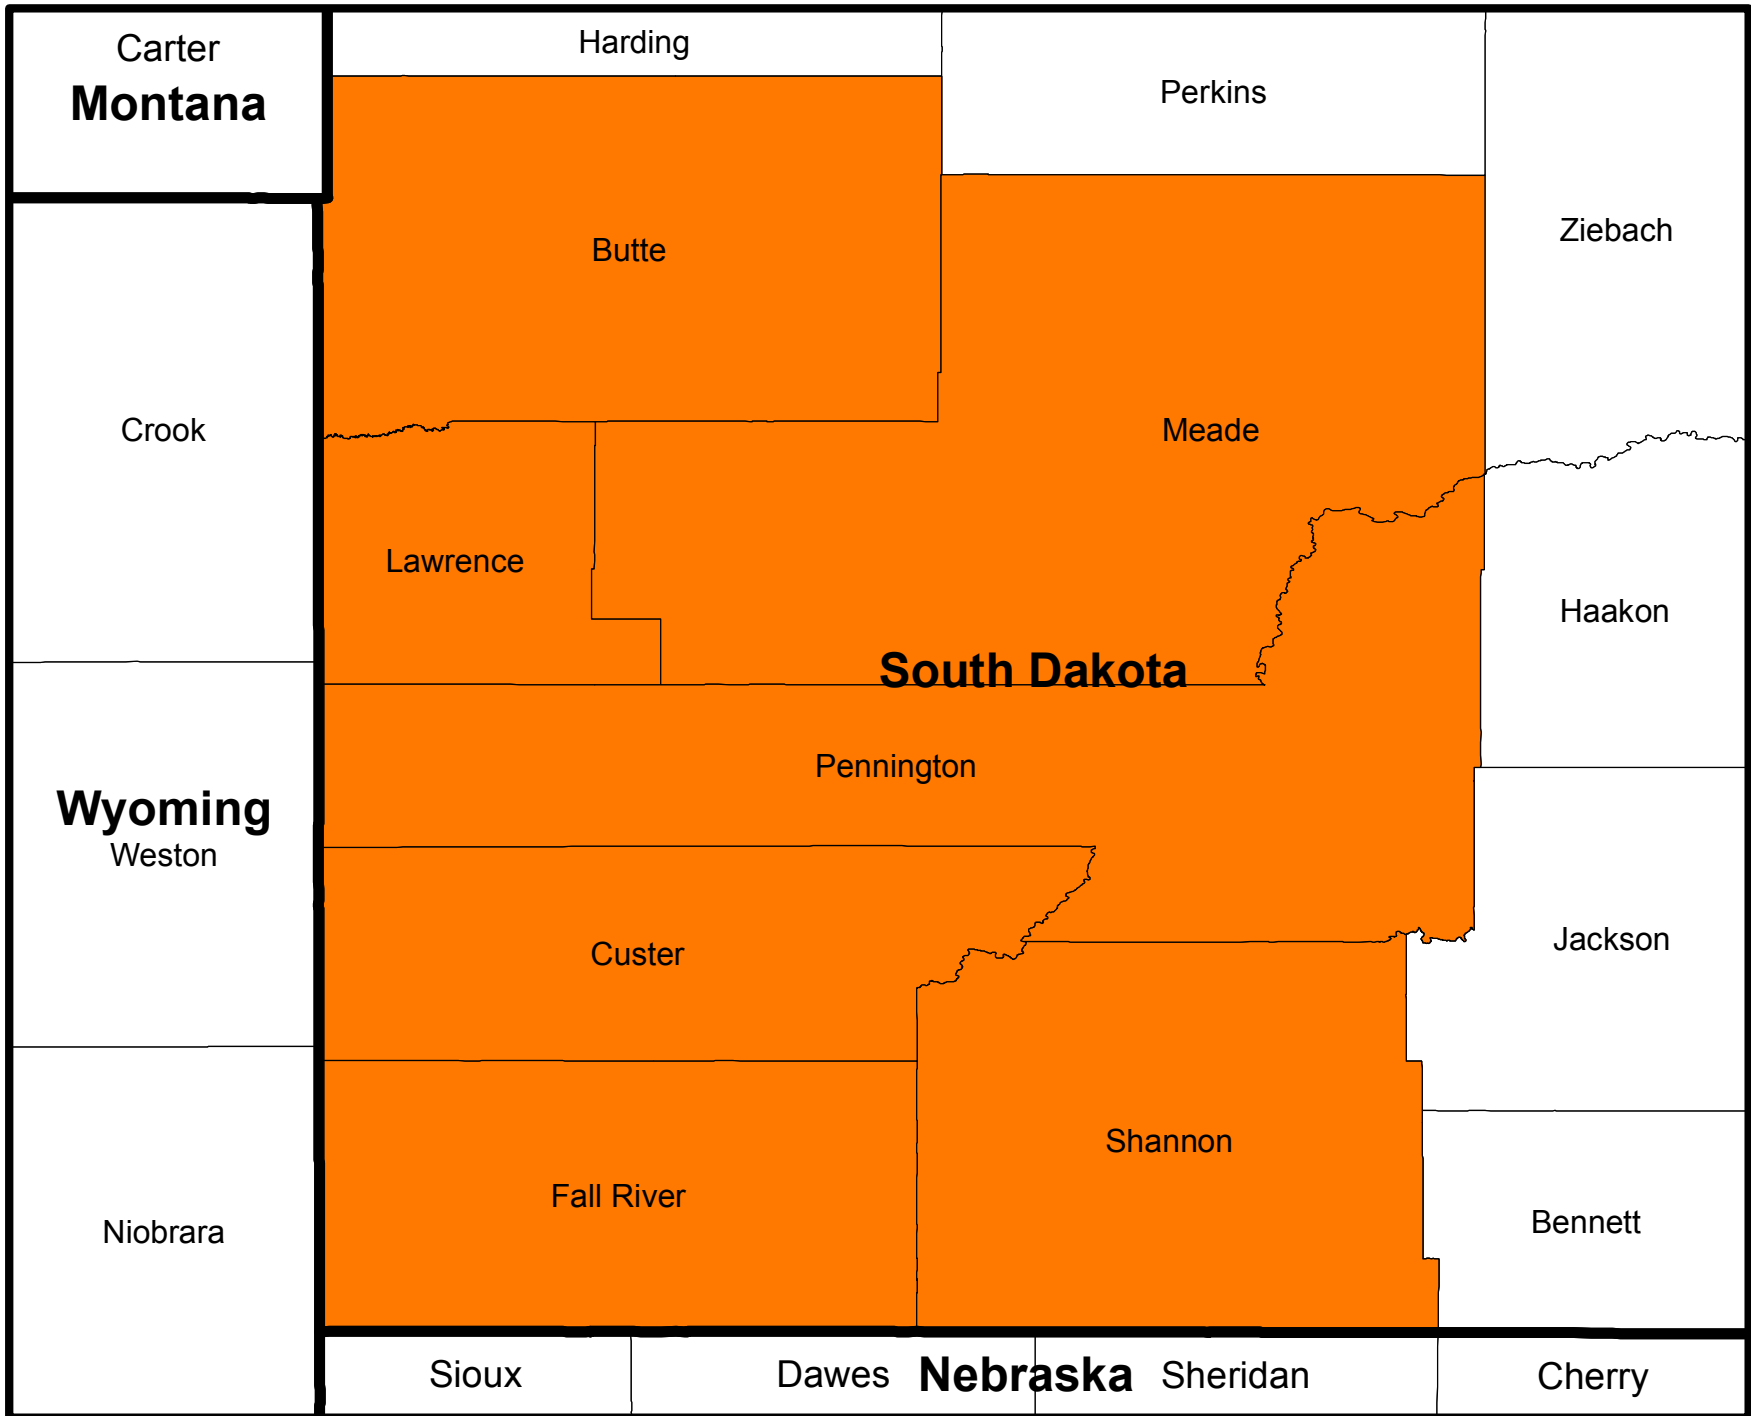 Carter
Montana
Harding
Perkins
Ziebach
Butte
Crook
Meade
Lawrence
Haakon
South Dakota
Pennington
Wyoming
Weston
Custer
Jackson
Shannon
Fall River
Niobrara
Bennett
Sioux
Dawes
Nebraska
Sheridan
Cherry